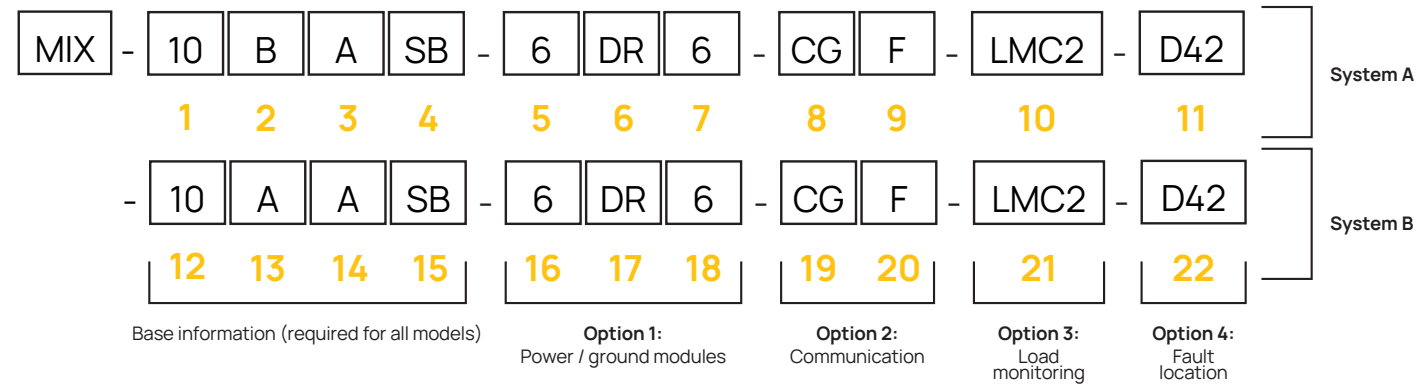 MIX - 10 B A SB - 6 DR 6 - CG F - LMC2 - D42
System A
1 2 3 4 5 6 7 8 9 10 11
- 10 A A SB - 6 DR 6 - CG F - LMC2 - D42
System B
12 13 14 15 16 17 18 19 20 21 22
Base information (required for all models)
Option 1:
Power / ground modules
Option 2:
Communication
Option 3:
Load
monitoring
Option 4:
Fault
location